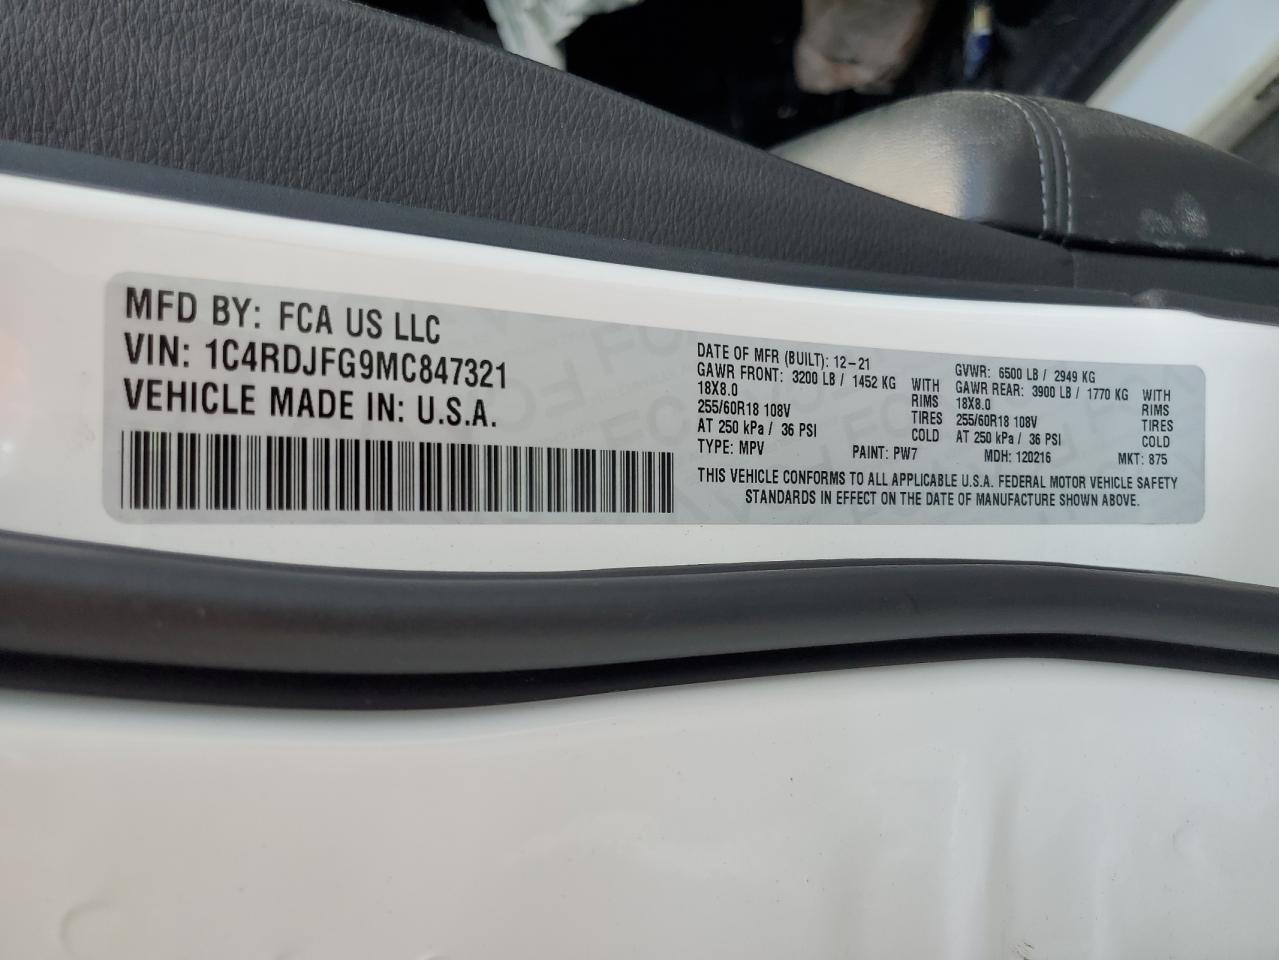 MFD BY: FCA US LLC
VIN: 1C4RDJFG9MC847321
VEHICLE MADE IN: U.S.A.
DATE OF MFR (BUILT): 12-21 GVWR: 6500 LB / 2949 KG
GAWR FRONT: 3200 LB / 1452 KG WITH GAWR REAR: 3900 LB / 1770 KG WITH
18X8.0 RIMS 18X8.0 RIMS
255/60R18 108V TIRES 255/60R18 108V TIRES
AT 250 kPa / 36 PSI COLD AT 250 kPa / 36 PSI COLD
TYPE: MPV PAINT: PW7 MDH: 120216 MKT: 875
THIS VEHICLE CONFORMS TO ALL APPLICABLE U.S.A. FEDERAL MOTOR VEHICLE SAFETY
STANDARDS IN EFFECT ON THE DATE OF MANUFACTURE SHOWN ABOVE.